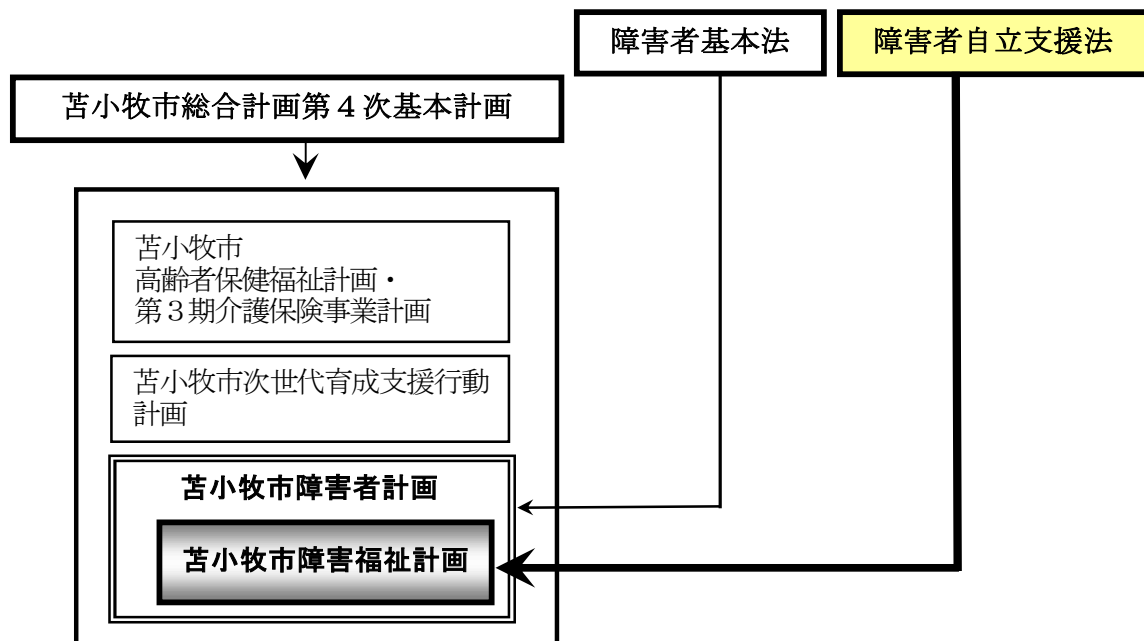 障害者基本法
障害者自立支援法
苫小牧市総合計画第４次基本計画
苫小牧市
高齢者保健福祉計画・
第３期介護保険事業計画
苫小牧市次世代育成支援行動
計画
苫小牧市障害者計画
苫小牧市障害福祉計画